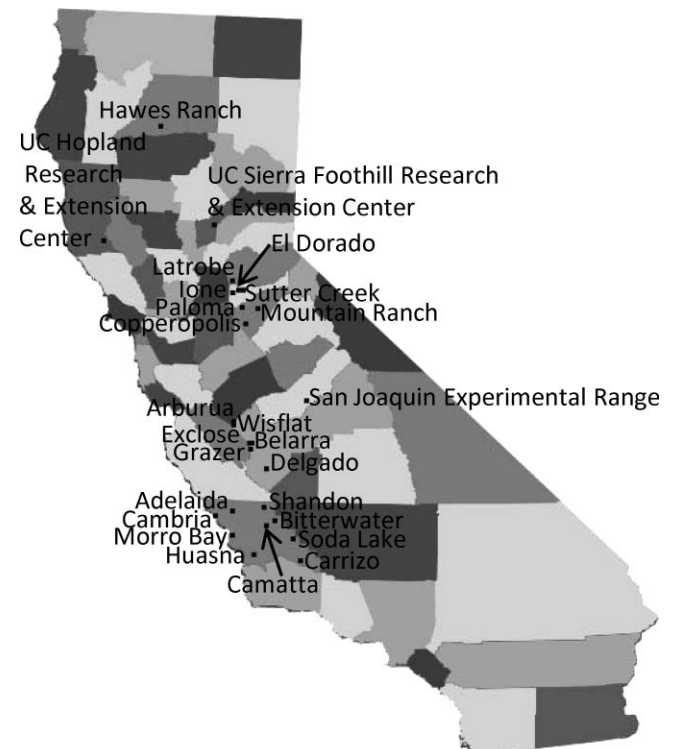 Hawes Ranch
UC Hopland
Research
& Extension
Center
UC Sierra Foothill Research
& Extension Center
El Dorado
Latrobe
Ione
Sutter Creek
Paloma
Mountain Ranch
Copperopolis
San Joaquin Experimental Range
Arburua
Wisflat
Exclose
Belarra
Grazer
Delgado
Adelaida
Shandon
Cambria
Bitterwater
Morro Bay
Soda Lake
Huasna
Carrizo
Camatta